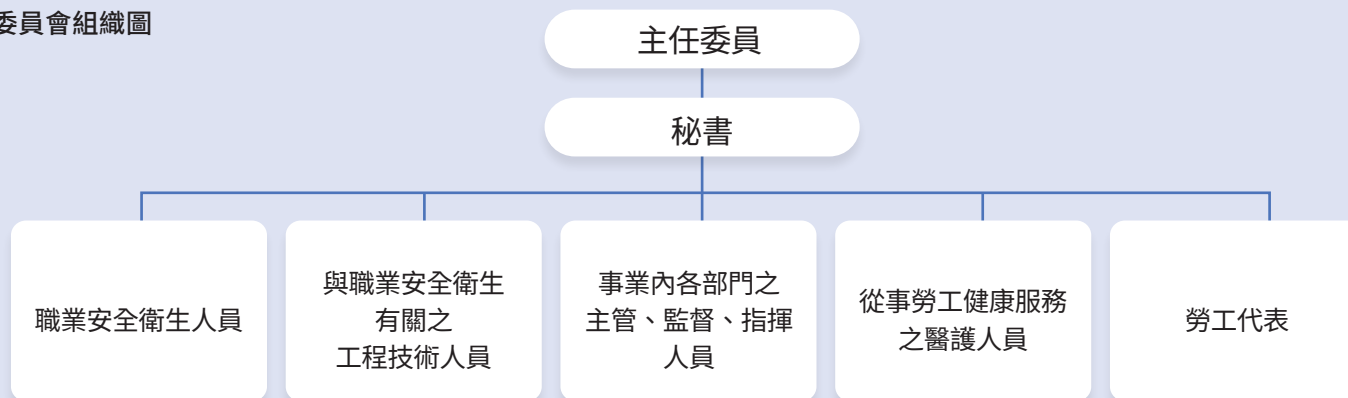 委員會組織圖
主任委員
秘書
職業安全衛生人員
與職業安全衛生
有關之
工程技術人員
事業內各部門之
主管、監督、指揮
人員
從事勞工健康服務
之醫護人員
勞工代表